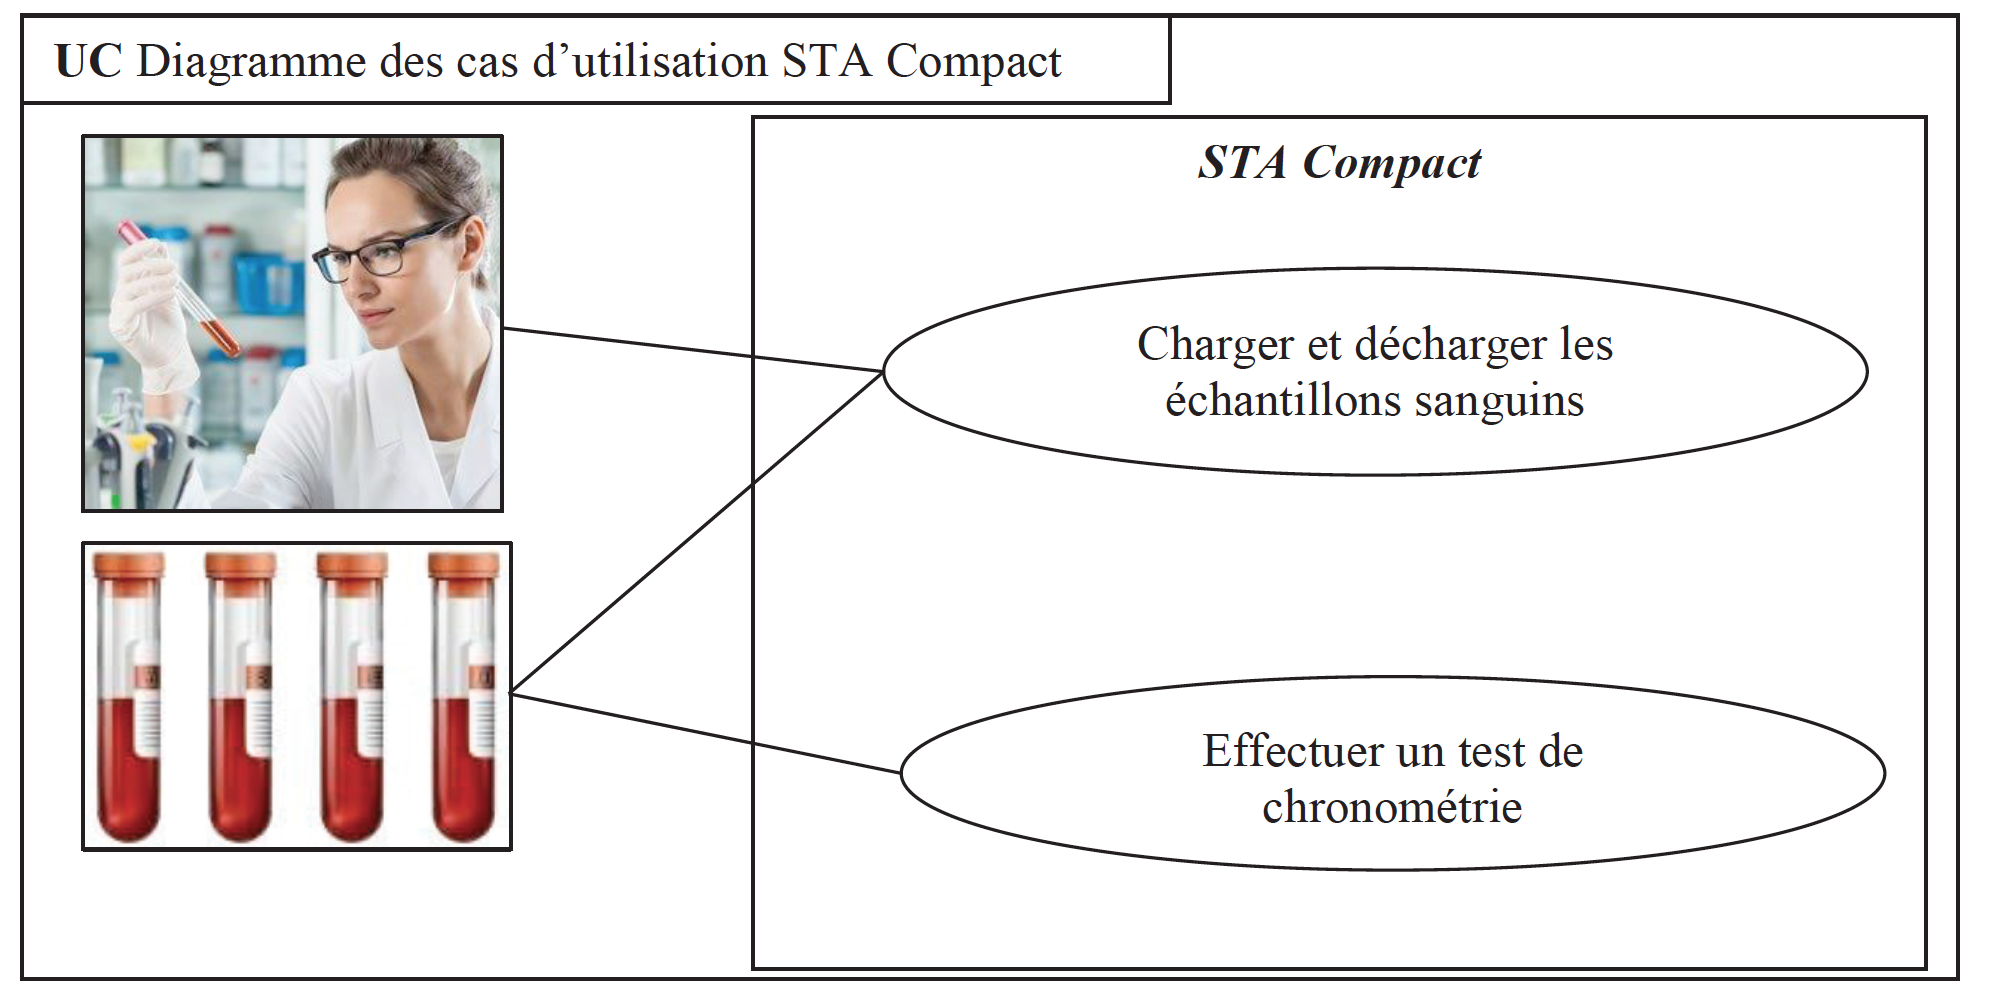 UC Diagramme des cas d’utilisation STA Compact
STA Compact
Charger et décharger les
échantillons sanguins
Effectuer un test de
chronométrie